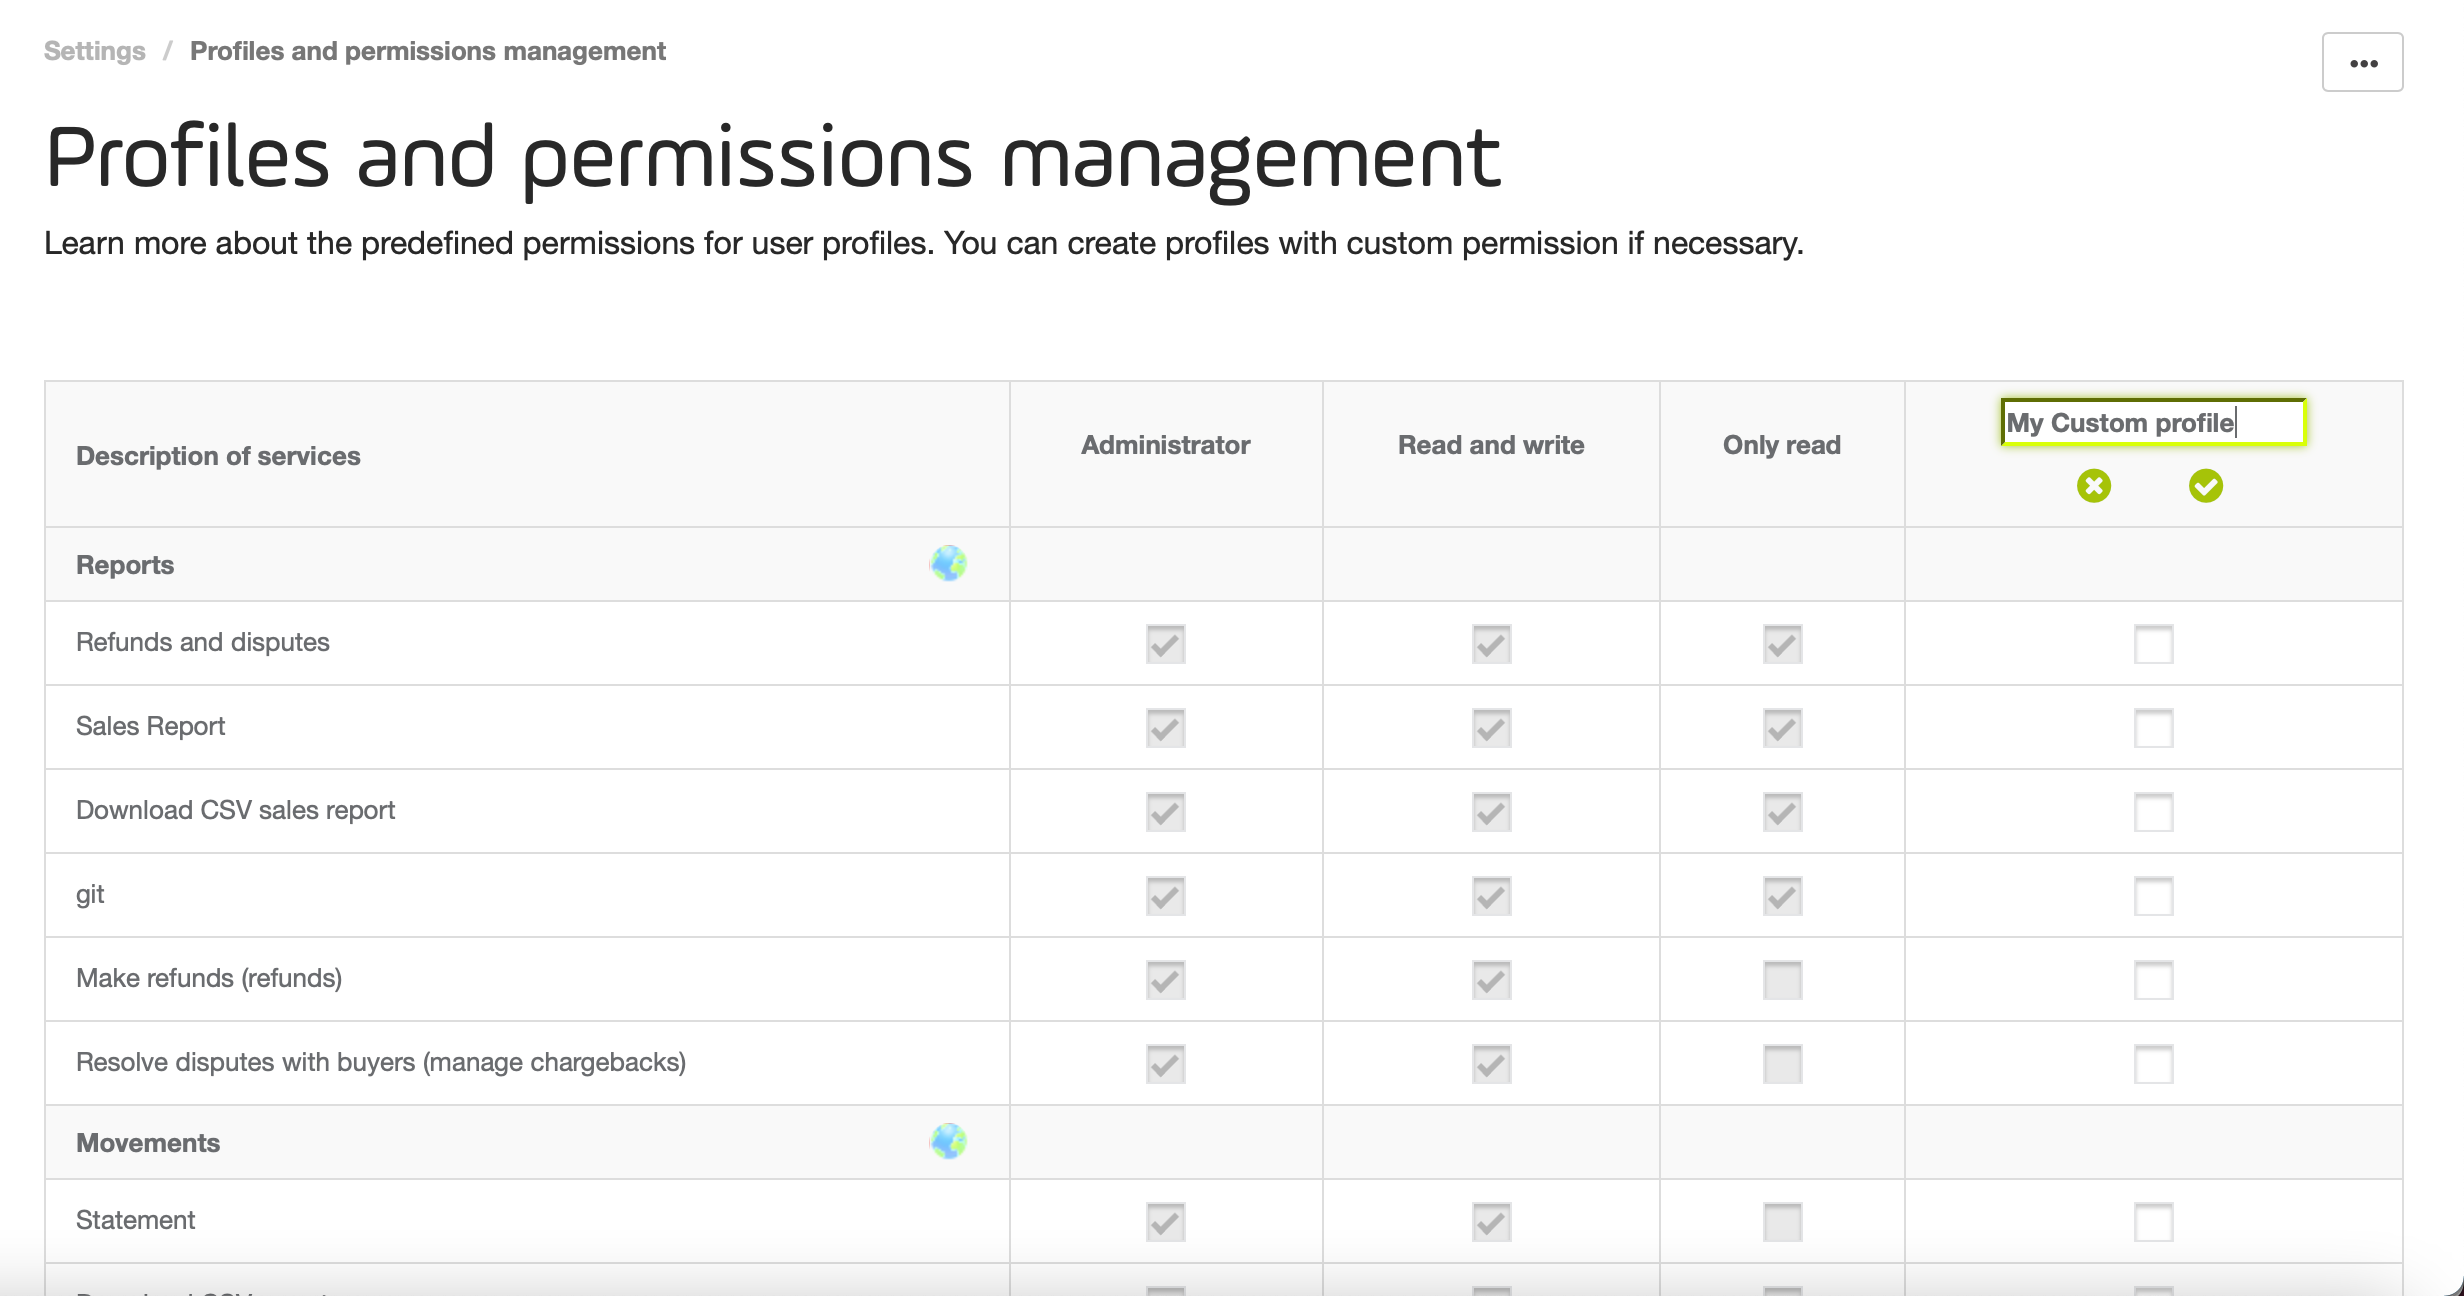 Settings / Profiles and permissions management
Profiles and permissions management
Learn more about the predefined permissions for user profiles. You can create profiles with custom permission if necessary.
Description of services
Administrator
Read and write
Only read
My Custom profile
Reports
Refunds and disputes
Sales Report
Download CSV sales report
git
Make refunds (refunds)
Resolve disputes with buyers (manage chargebacks)
Movements
Statement